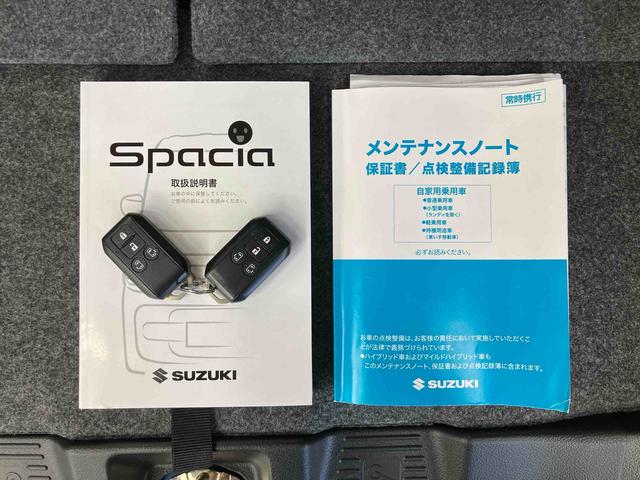 Spacia
取扱説明書
お車の中に保管してください。
ご使用の前によくお読みください。
SUZUKI
常時携行
メンテナンスノート
保証書/点検整備記録簿
自家用乗用車
●普通乗用車
●小型乗用車
(ランディを除く)
●軽乗用車
●特種用途車
(車いす移動車)
必ずお読みください。
お車の点検整備は、お客様の責任において実施していただくこ
とが法律で義務づけられています。
●ハイブリッド車およびマイルドハイブリッド車も
このメンテナンスノート、保証書および点検記録簿に含まれます。
SUZUKI